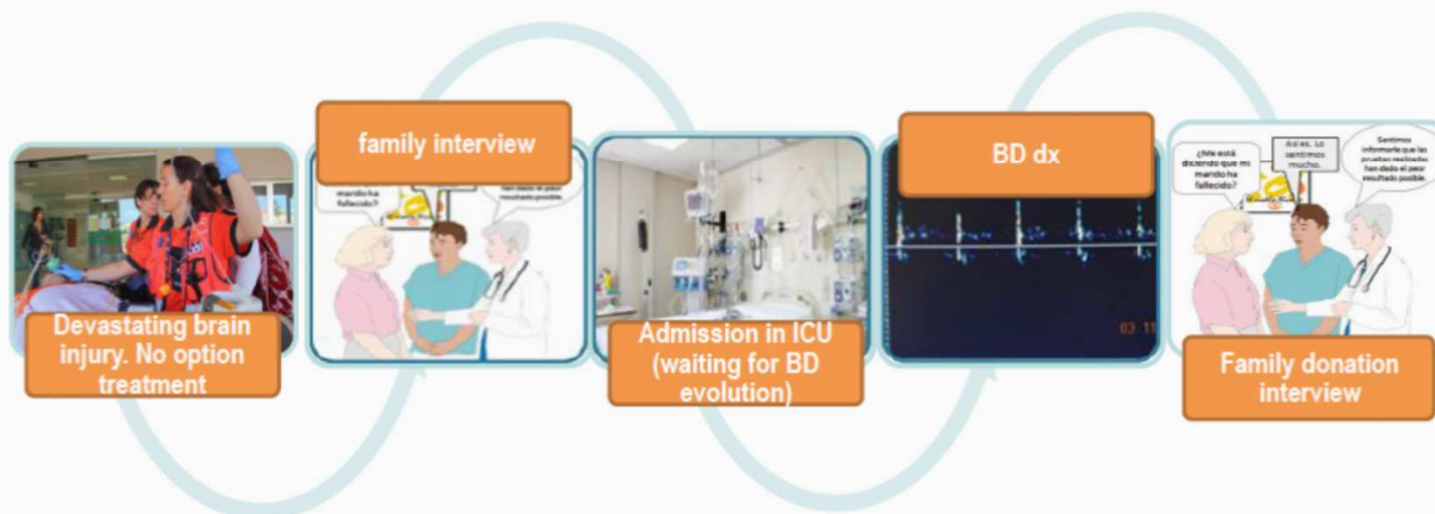 Devastating brain
injury. No option
treatment
family interview
marido ha
fallecido?
han dado el peor
resultado posible.
Admission in ICU
(waiting for BD
evolution)
BD dx
03 11
¿Me está
diciendo que mi
marido ha
fallecido?
Así es. Lo
sentimos
mucho.
Sentimos
informarle que las
pruebas realizadas
han dado el peor
resultado posible.
Family donation
interview